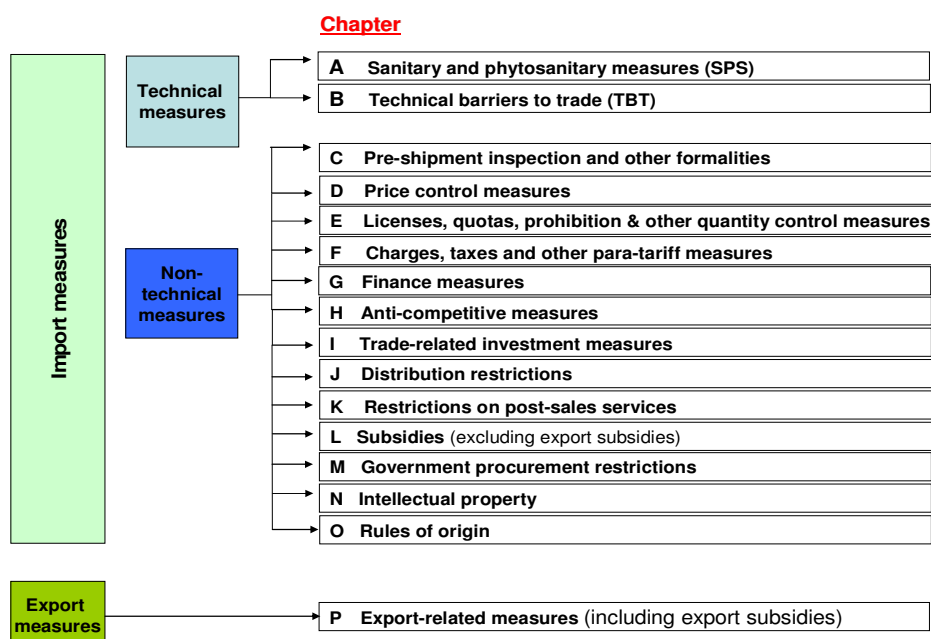 Chapter
Import measures
Technical
measures
A Sanitary and phytosanitary measures (SPS)
B Technical barriers to trade (TBT)
Non-
technical
measures
C Pre-shipment inspection and other formalities
D Price control measures
E Licenses, quotas, prohibition & other quantity control measures
F Charges, taxes and other para-tariff measures
G Finance measures
H Anti-competitive measures
I Trade-related investment measures
J Distribution restrictions
K Restrictions on post-sales services
L Subsidies (excluding export subsidies)
M Government procurement restrictions
N Intellectual property
O Rules of origin
Export
measures
P Export-related measures (including export subsidies)